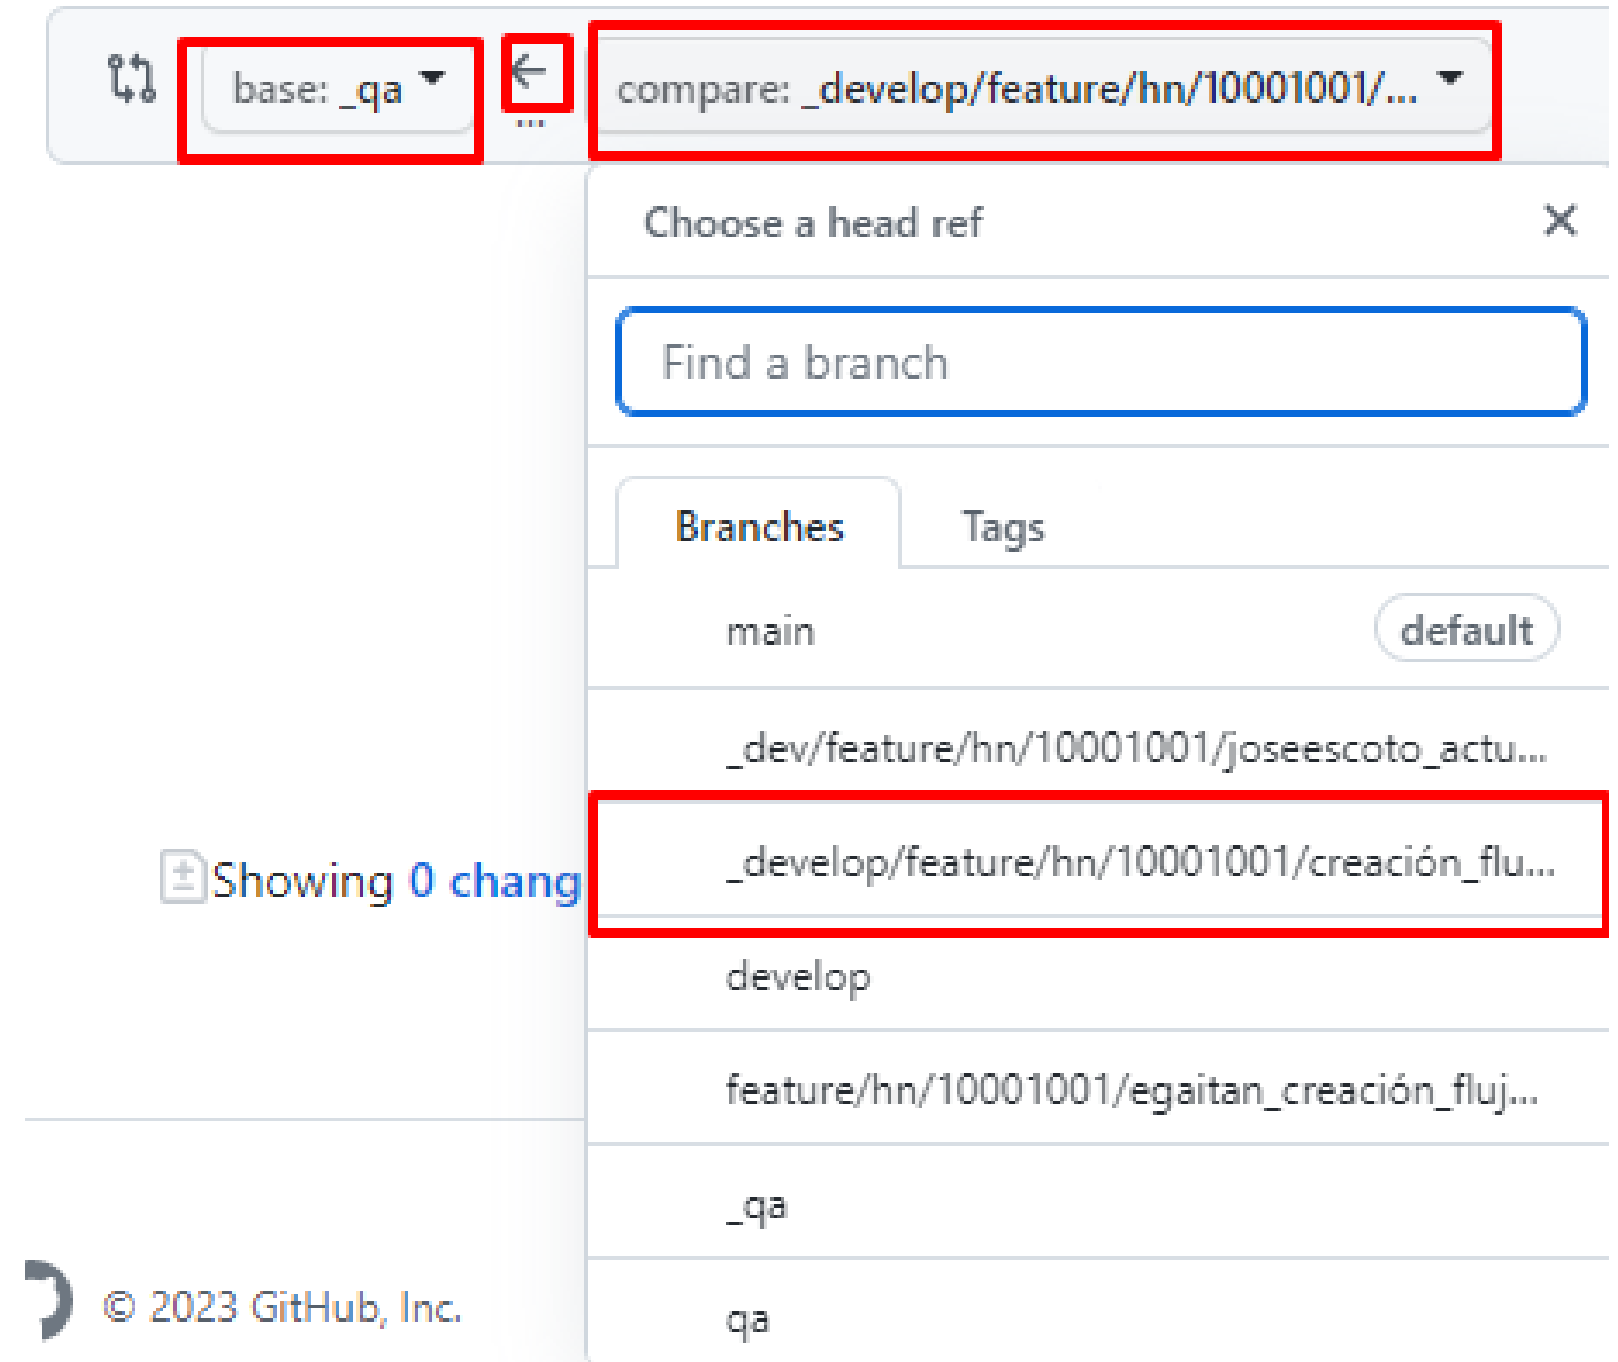 base: _qa
←
...
compare: _develop/feature/hn/10001001/...
Choose a head ref
Find a branch
Branches
Tags
main
default
_dev/feature/hn/10001001/joseescoto_actu...
_develop/feature/hn/10001001/creación_flu...
Showing 0 chang
develop
feature/hn/10001001/egaitan_creación_fluj...
_qa
© 2023 GitHub, Inc.
qa